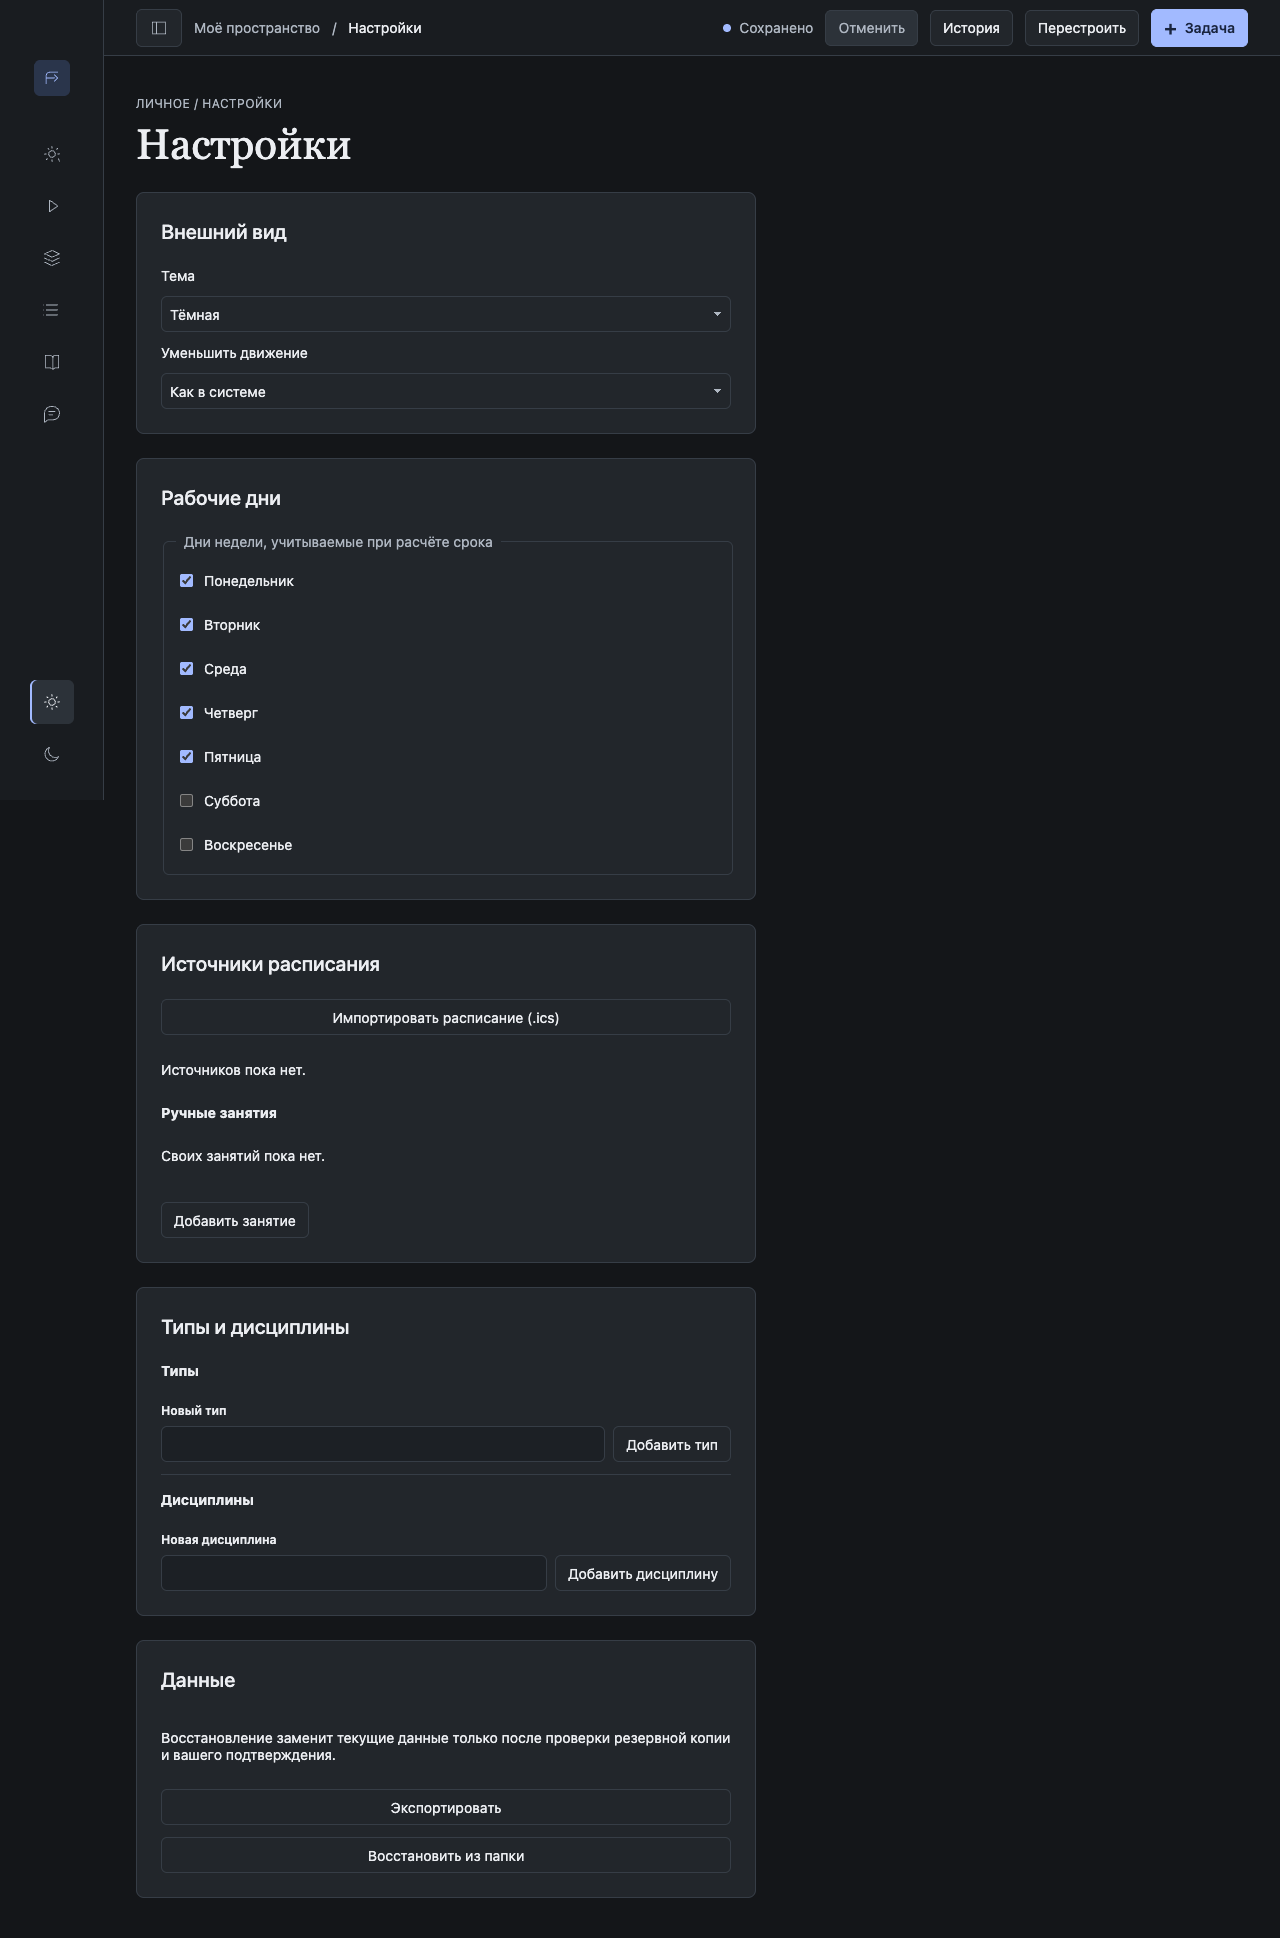 Моё пространство / Настройки
Сохранено
Отменить
История
Перестроить
+ Задача
ЛИЧНОЕ / НАСТРОЙКИ
Настройки
Внешний вид
Тема
Тёмная
Уменьшить движение
Как в системе
Рабочие дни
Дни недели, учитываемые при расчёте срока
Понедельник
Вторник
Среда
Четверг
Пятница
Суббота
Воскресенье
Источники расписания
Импортировать расписание (.ics)
Источников пока нет.
Ручные занятия
Своих занятий пока нет.
Добавить занятие
Типы и дисциплины
Типы
Новый тип
Добавить тип
Дисциплины
Новая дисциплина
Добавить дисциплину
Данные
Восстановление заменит текущие данные только после проверки резервной копии
и вашего подтверждения.
Экспортировать
Восстановить из папки